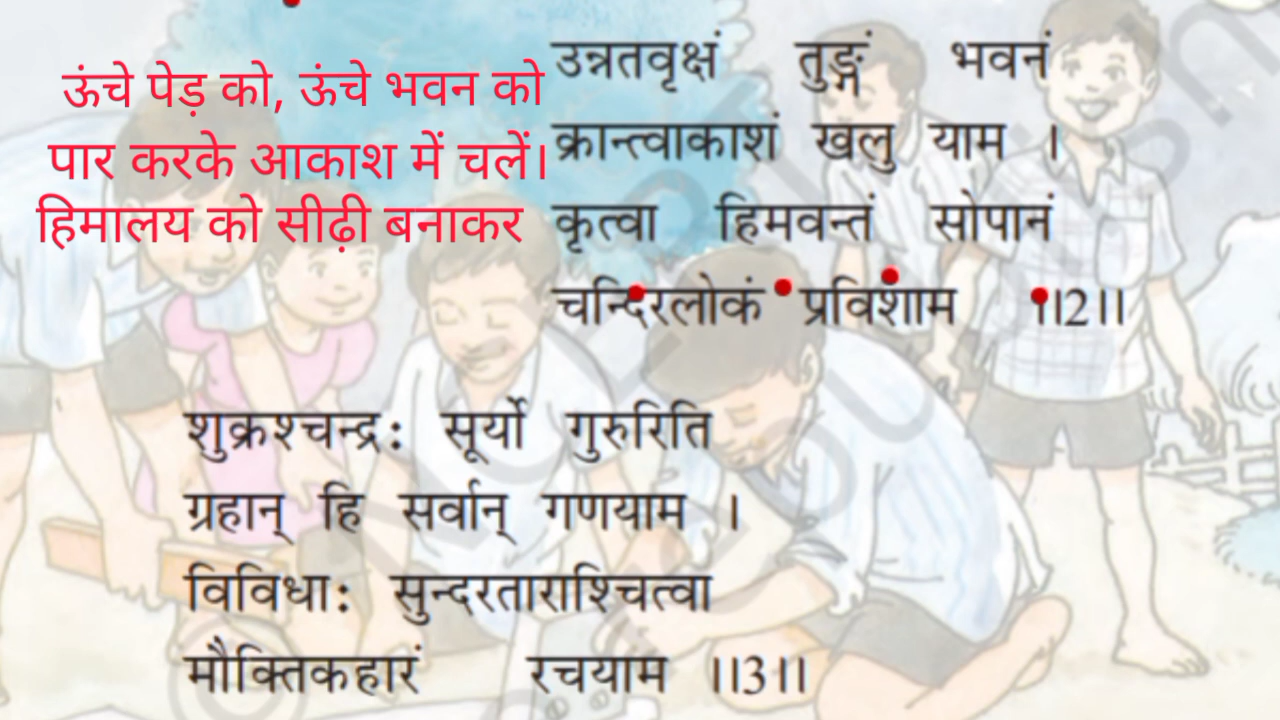 ऊंचे पेड़ को, ऊंचे भवन को
पार करके आकाश में चलें।
हिमालय को सीढ़ी बनाकर
उन्नतवृक्षं तुङ्गं भवनं
क्रान्त्वाकाशं खलु याम ।
कृत्वा हिमवन्तं सोपानं
चन्दिरलोकं प्रविशाम ।।2।।
शुक्रश्चन्द्रः सूर्यो गुरुरिति
ग्रहान् हि सर्वान् गणयाम ।
विविधाः सुन्दरताराश्चित्वा
मौक्तिकहारं रचयाम ।।3।।